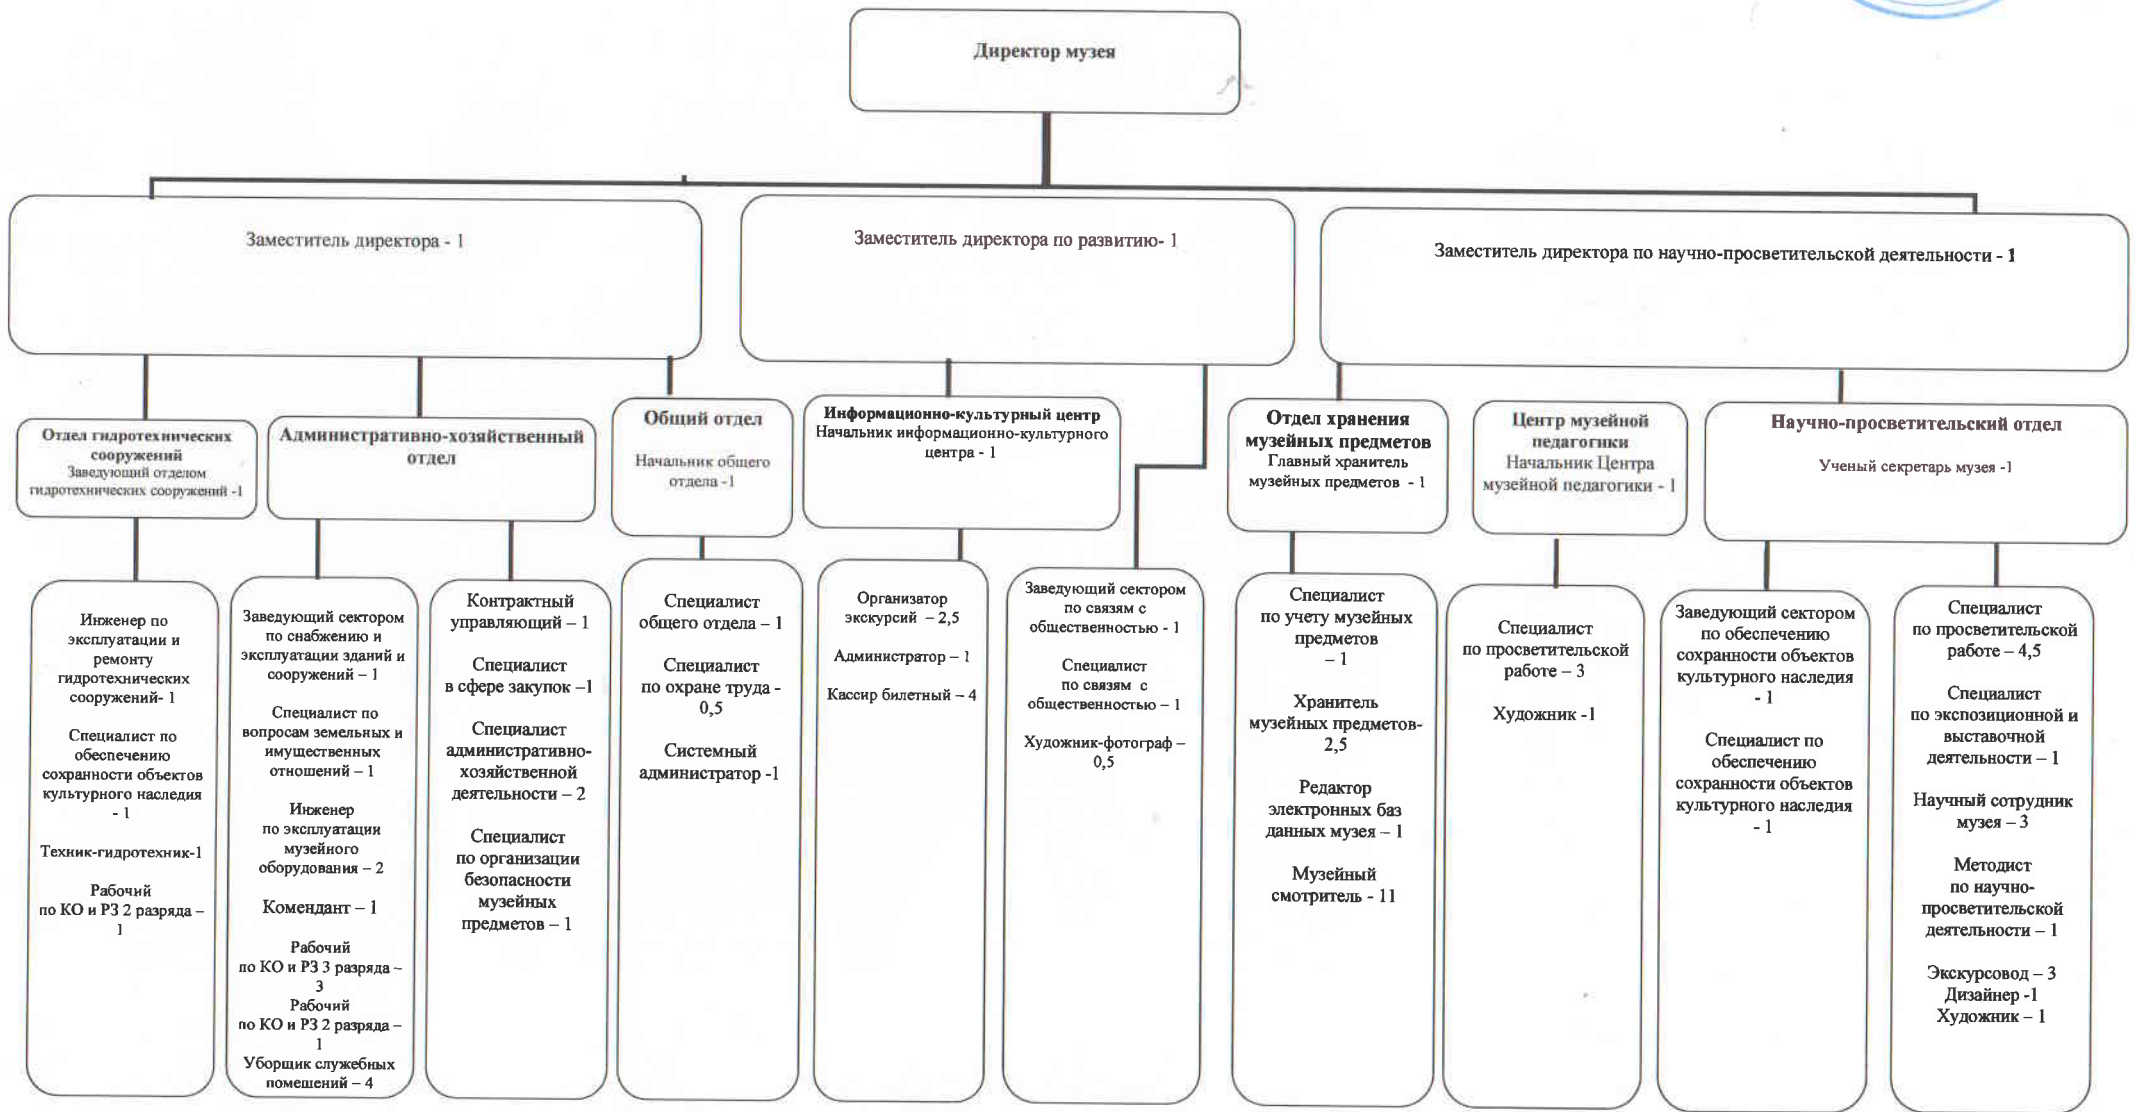 Директор музея
Заместитель директора - 1
Заместитель директора по развитию- 1
Заместитель директора по научно-просветительской деятельности - 1
Отдел гидротехнических
сооружений
Заведующий отделом
гидротехнических сооружений -1
Административно-хозяйственный
отдел
Общий отдел
Начальник общего
отдела -1
Информационно-культурный центр
Начальник информационно-культурного
центра - 1
Отдел хранения
музейных предметов
Главный хранитель
музейных предметов - 1
Центр музейной
педагогики
Начальник Центра
музейной педагогики - 1
Научно-просветительский отдел
Ученый секретарь музея -1
Инженер по
эксплуатации и
ремонту
гидротехнических
сооружений- 1
Специалист по
обеспечению
сохранности объектов
культурного наследия
- 1
Техник-гидротехник-1
Рабочий
по КО и РЗ 2 разряда –
1
Заведующий сектором
по снабжению и
эксплуатации зданий и
сооружений – 1
Специалист по
вопросам земельных и
имущественных
отношений – 1
Инженер
по эксплуатации
музейного
оборудования – 2
Комендант – 1
Рабочий
по КО и РЗ 3 разряда –
3
Рабочий
по КО и РЗ 2 разряда –
1
Уборщик служебных
помещений – 4
Контрактный
управляющий – 1
Специалист
в сфере закупок –1
Специалист
административно-
хозяйственной
деятельности – 2
Специалист
по организации
безопасности
музейных
предметов – 1
Специалист
общего отдела – 1
Специалист
по охране труда -
0,5
Системный
администратор -1
Организатор
экскурсий – 2,5
Администратор – 1
Кассир билетный – 4
Заведующий сектором
по связям с
общественностью - 1
Специалист
по связям с
общественностью – 1
Художник-фотограф –
0,5
Специалист
по учету музейных
предметов
– 1
Хранитель
музейных предметов-
2,5
Редактор
электронных баз
данных музея – 1
Музейный
смотритель - 11
Специалист
по просветительской
работе – 3
Художник -1
Заведующий сектором
по обеспечению
сохранности объектов
культурного наследия
- 1
Специалист по
обеспечению
сохранности объектов
культурного наследия
- 1
Специалист
по просветительской
работе – 4,5
Специалист
по экспозиционной и
выставочной
деятельности – 1
Научный сотрудник
музея – 3
Методист
по научно-
просветительской
деятельности – 1
Экскурсовод – 3
Дизайнер -1
Художник – 1